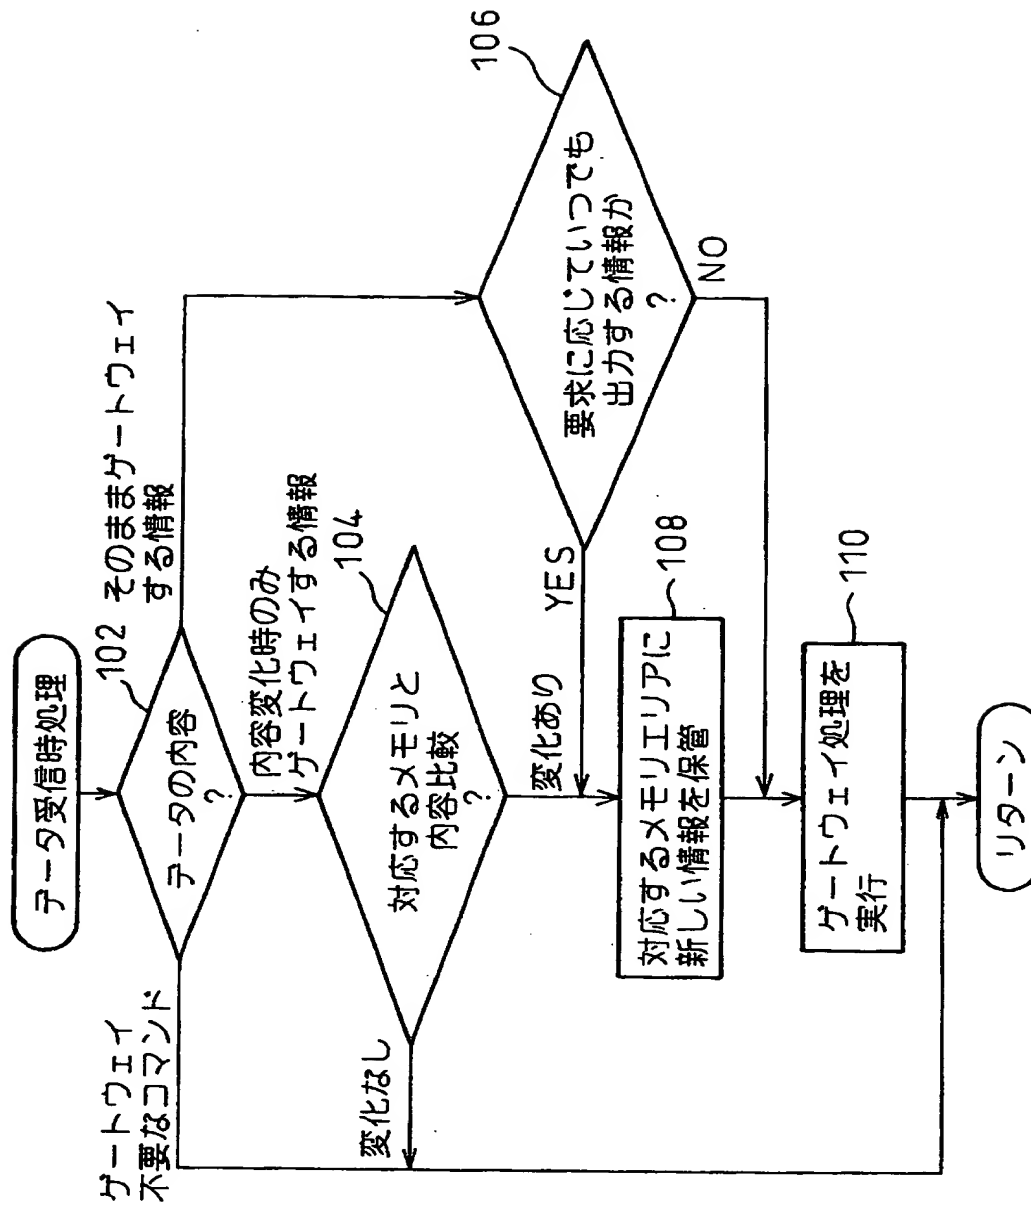 データ受信時処理
102
データの内容
?
ゲートウェイ
不要なコマンド
内容変化時のみ
ゲートウェイする情報
そのままゲートウェイ
する情報
104
対応するメモリと
内容比較
?
変化なし
変化あり
106
要求に応じていつでも
出力する情報か
?
YES
NO
108
対応するメモリエリアに
新しい情報を保管
110
ゲートウェイ処理を
実行
リターン